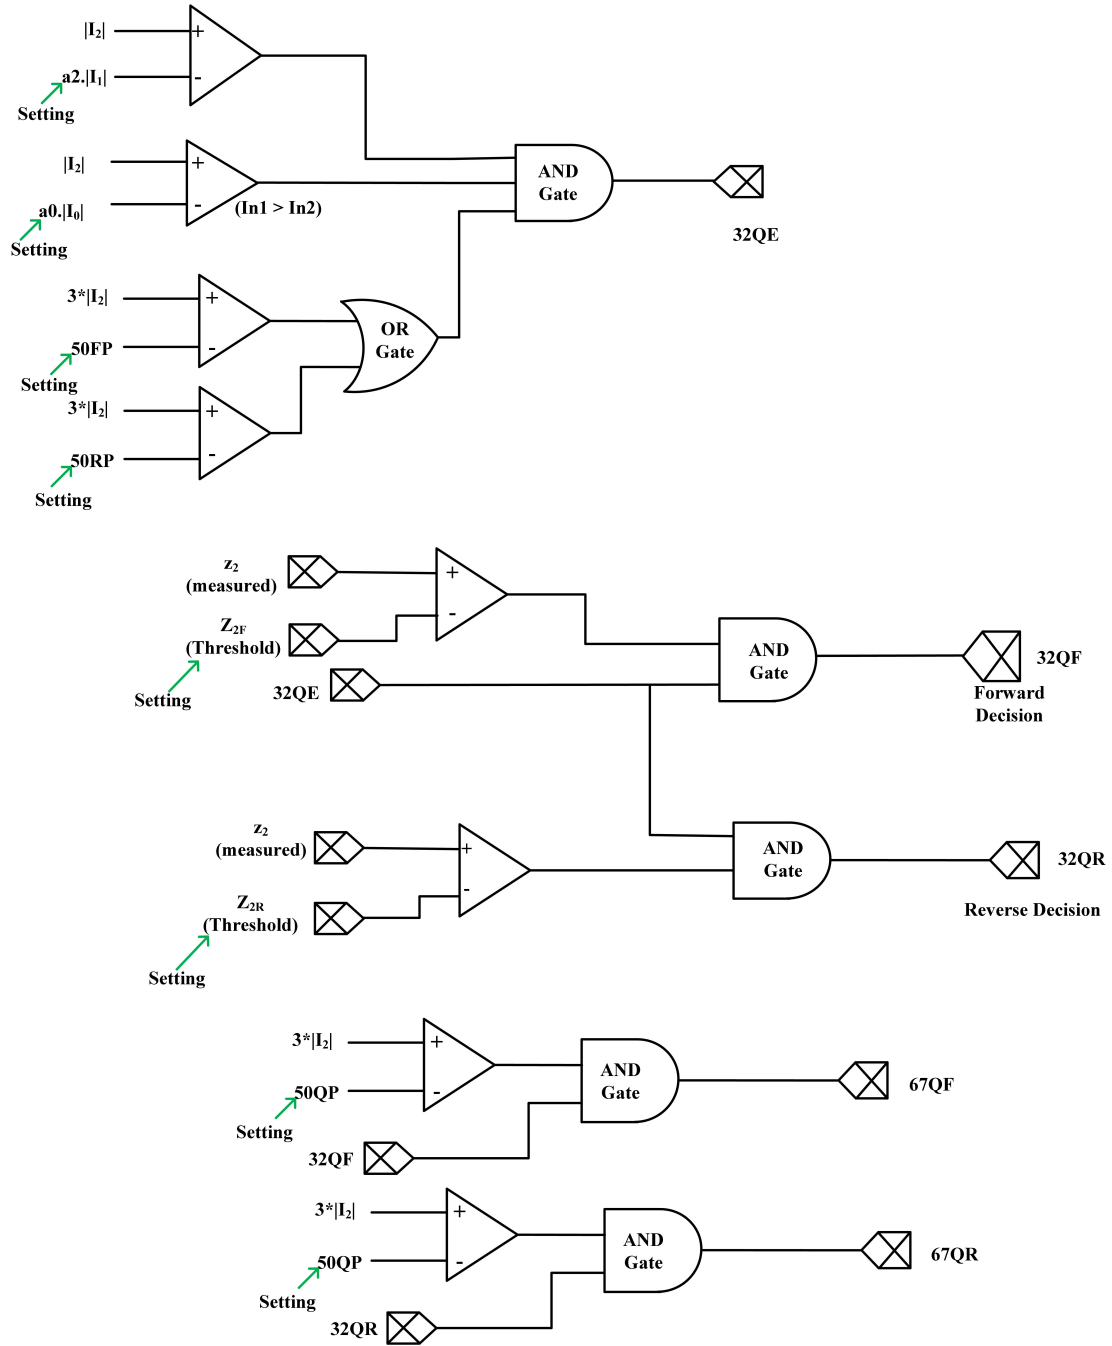 |I₂|
+
a2.|I₁|
-
Setting
|I₂|
+
AND
Gate
a0.|I₀|
-
(In1 > In2)
Setting
32QE
3*|I₂|
+
50FP
-
Setting
OR
Gate
3*|I₂|
+
50RP
-
Setting
z₂
(measured)
+
-
Z₂F
(Threshold)
Setting
32QE
AND
Gate
32QF
Forward
Decision
z₂
(measured)
+
-
Z₂R
(Threshold)
Setting
AND
Gate
32QR
Reverse Decision
3*|I₂|
+
50QP
-
Setting
AND
Gate
67QF
32QF
3*|I₂|
+
50QP
-
Setting
AND
Gate
67QR
32QR